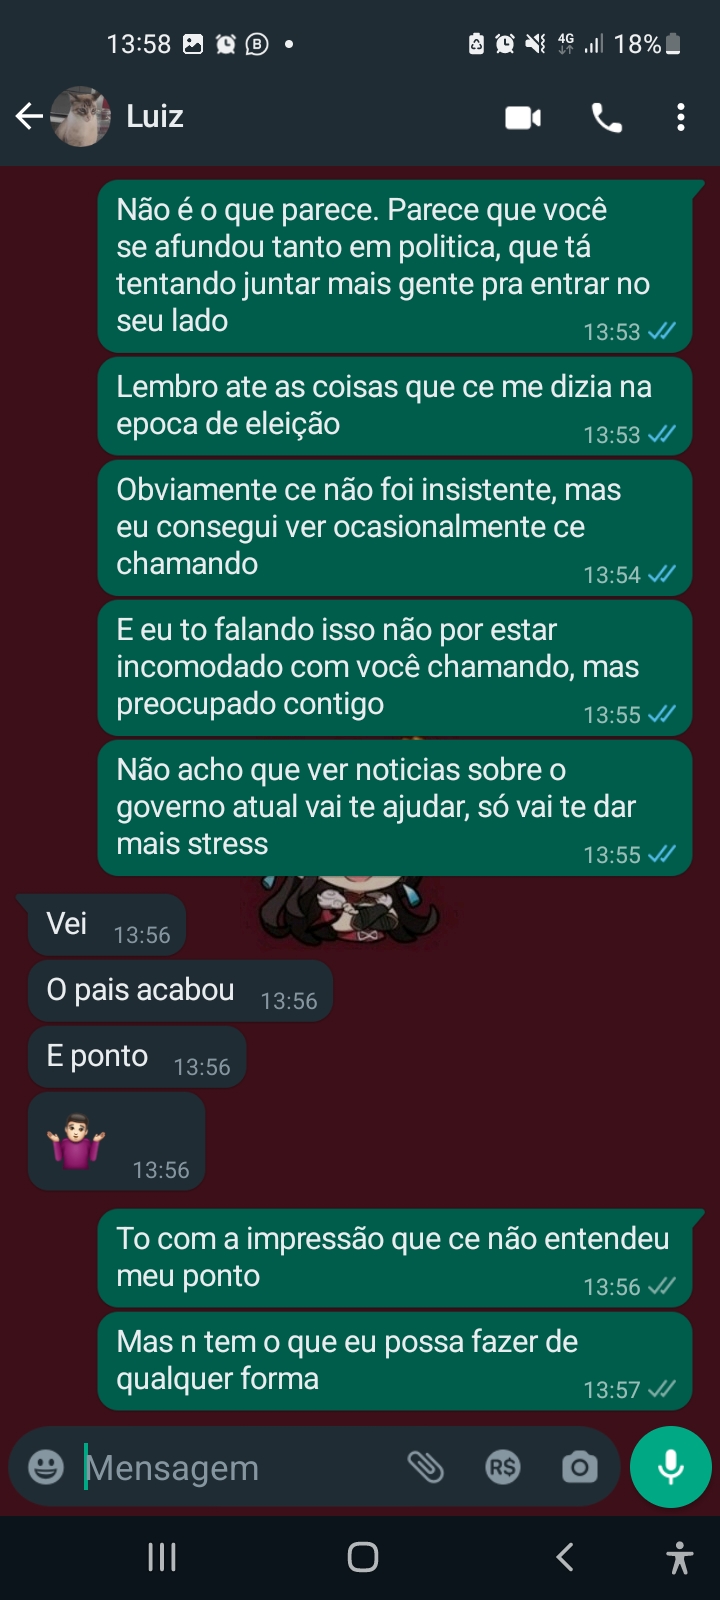 13:58 B 4G 18%
Luiz
Não é o que parece. Parece que você
se afundou tanto em politica, que tá
tentando juntar mais gente pra entrar no
seu lado
13:53
Lembro ate as coisas que ce me dizia na
epoca de eleição
13:53
Obviamente ce não foi insistente, mas
eu consegui ver ocasionalmente ce
chamando
13:54
E eu to falando isso não por estar
incomodado com você chamando, mas
preocupado contigo
13:55
Não acho que ver noticias sobre o
governo atual vai te ajudar, só vai te dar
mais stress
13:55
Vei 13:56
O pais acabou 13:56
E ponto 13:56
13:56
To com a impressão que ce não entendeu
meu ponto
13:56
Mas n tem o que eu possa fazer de
qualquer forma
13:57
Mensagem R$